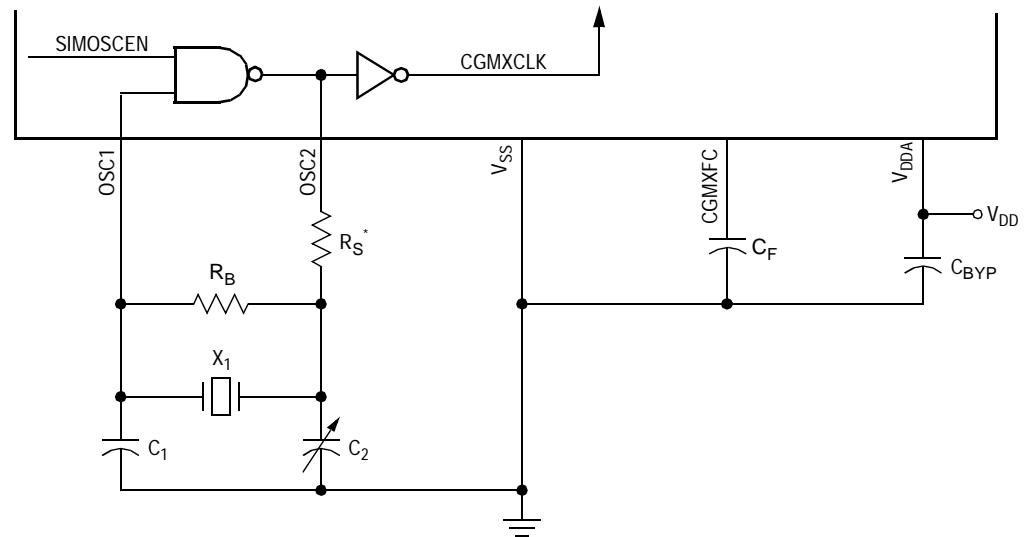 SIMOSCEN
CGMXCLK
OSC1
OSC2
VSS
CGMXFC
VDDA
VDD
RS*
CF
CBYP
RB
X1
C1
C2